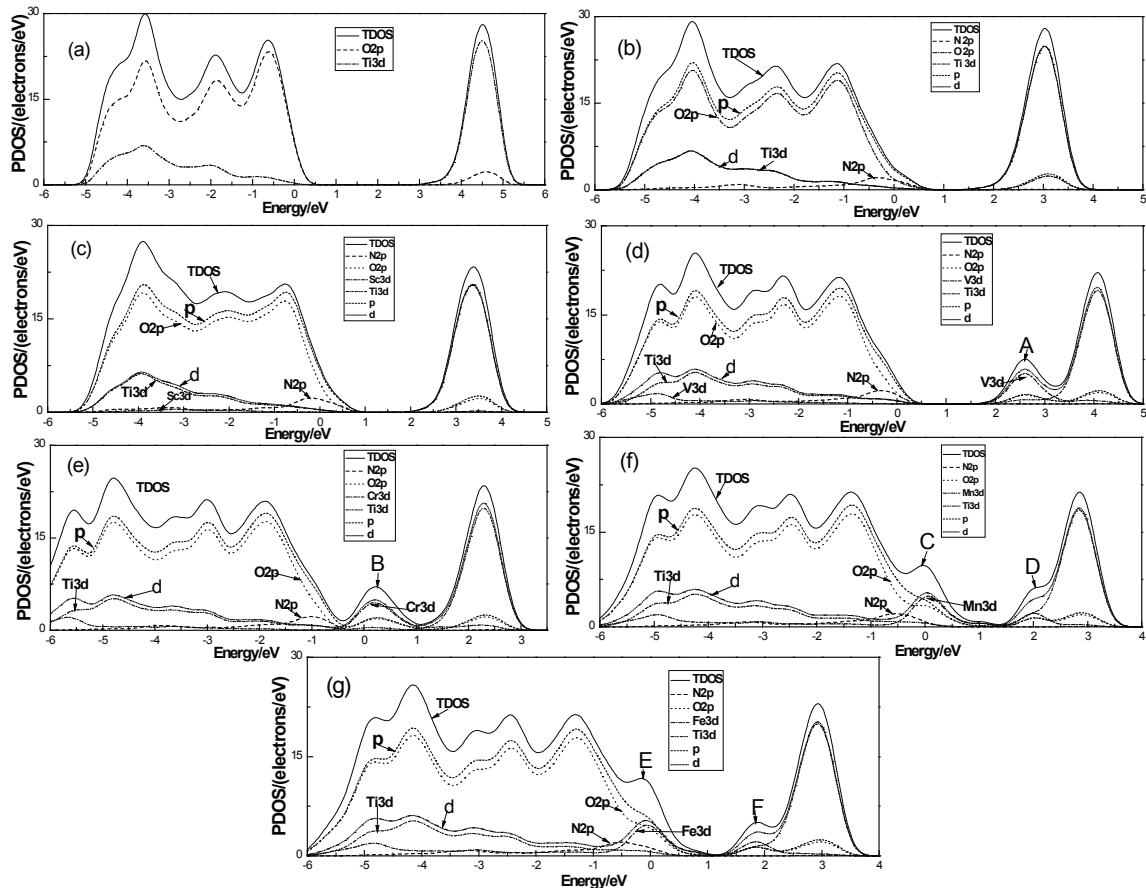 (a)
TDOS
O2p
Ti3d
PDOS/(electrons/eV)
30
15
0
-6 -5 -4 -3 -2 -1 0 1 2 3 4 5 6
Energy/eV
(b)
TDOS
N 2p
O 2p
Ti 3d
p
d
TDOS
p
O2p
d
Ti3d
N2p
PDOS/(electrons/eV)
30
15
0
-6 -5 -4 -3 -2 -1 0 1 2 3 4 5
Energy/eV
(c)
TDOS
N2p
O2p
Sc3d
Ti3d
p
d
TDOS
p
O2p
d
Ti3d
Sc3d
N2p
PDOS/(electrons/eV)
30
15
0
-6 -5 -4 -3 -2 -1 0 1 2 3 4 5
Energy/eV
(d)
TDOS
N2p
O2p
V3d
Ti3d
p
d
TDOS
p
O2p
Ti3d
d
V3d
N2p
A
V3d
PDOS/(electrons/eV)
30
15
0
-6 -5 -4 -3 -2 -1 0 1 2 3 4 5
Energy/eV
(e)
TDOS
N2p
O2p
Cr3d
Ti3d
p
d
TDOS
p
Ti3d
d
O2p
N2p
B
Cr3d
PDOS/(electrons/eV)
30
15
0
-6 -5 -4 -3 -2 -1 0 1 2 3
Energy/eV
(f)
TDOS
N2p
O2p
Mn3d
Ti3d
p
d
TDOS
p
Ti3d
d
O2p
N2p
C
Mn3d
D
PDOS/(electrons/eV)
30
15
0
-6 -5 -4 -3 -2 -1 0 1 2 3 4
Energy/eV
(g)
TDOS
N2p
O2p
Fe3d
Ti3d
p
d
TDOS
p
Ti3d
d
O2p
N2p
E
Fe3d
F
PDOS/(electrons/eV)
30
15
0
-6 -5 -4 -3 -2 -1 0 1 2 3 4
Energy/eV